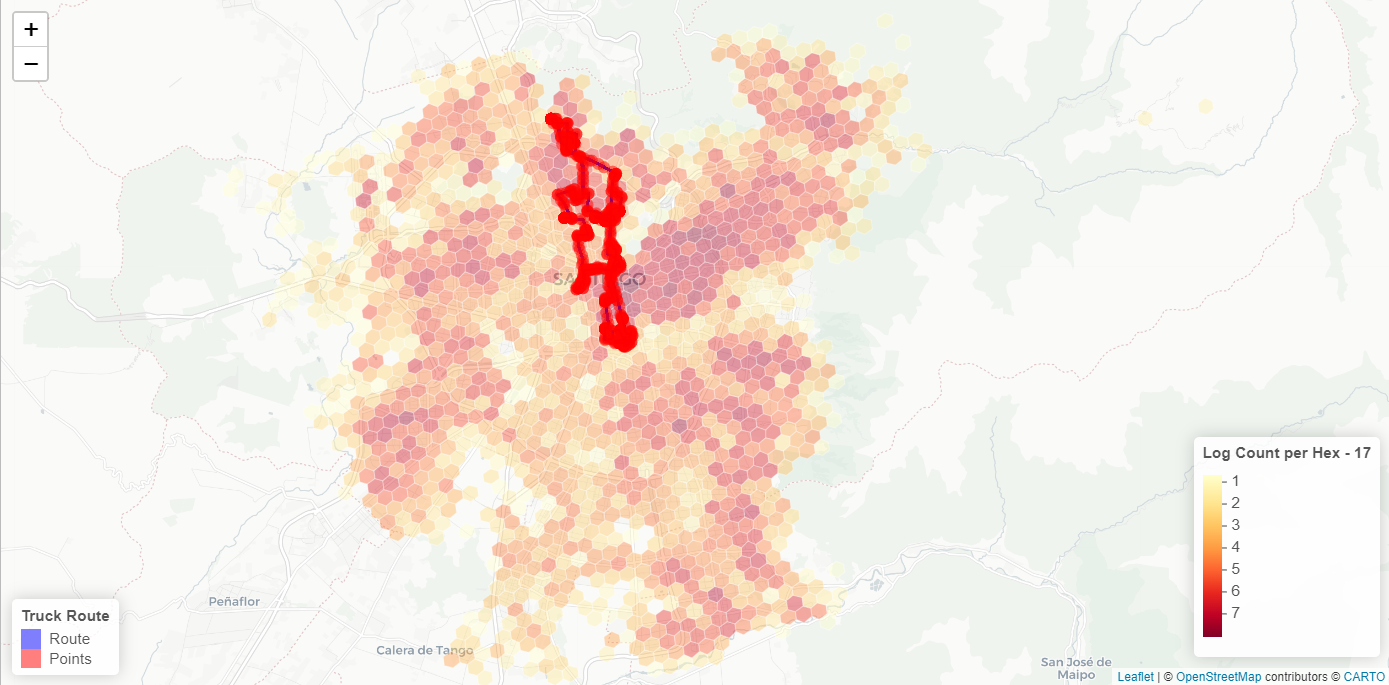 +
−
SANTIAGO
Log Count per Hex - 17
1
2
3
4
5
6
7
Truck Route
Route
Points
Peñaflor
Calera de Tango
San José de
Maipo
Leaflet | © OpenStreetMap contributors © CARTO